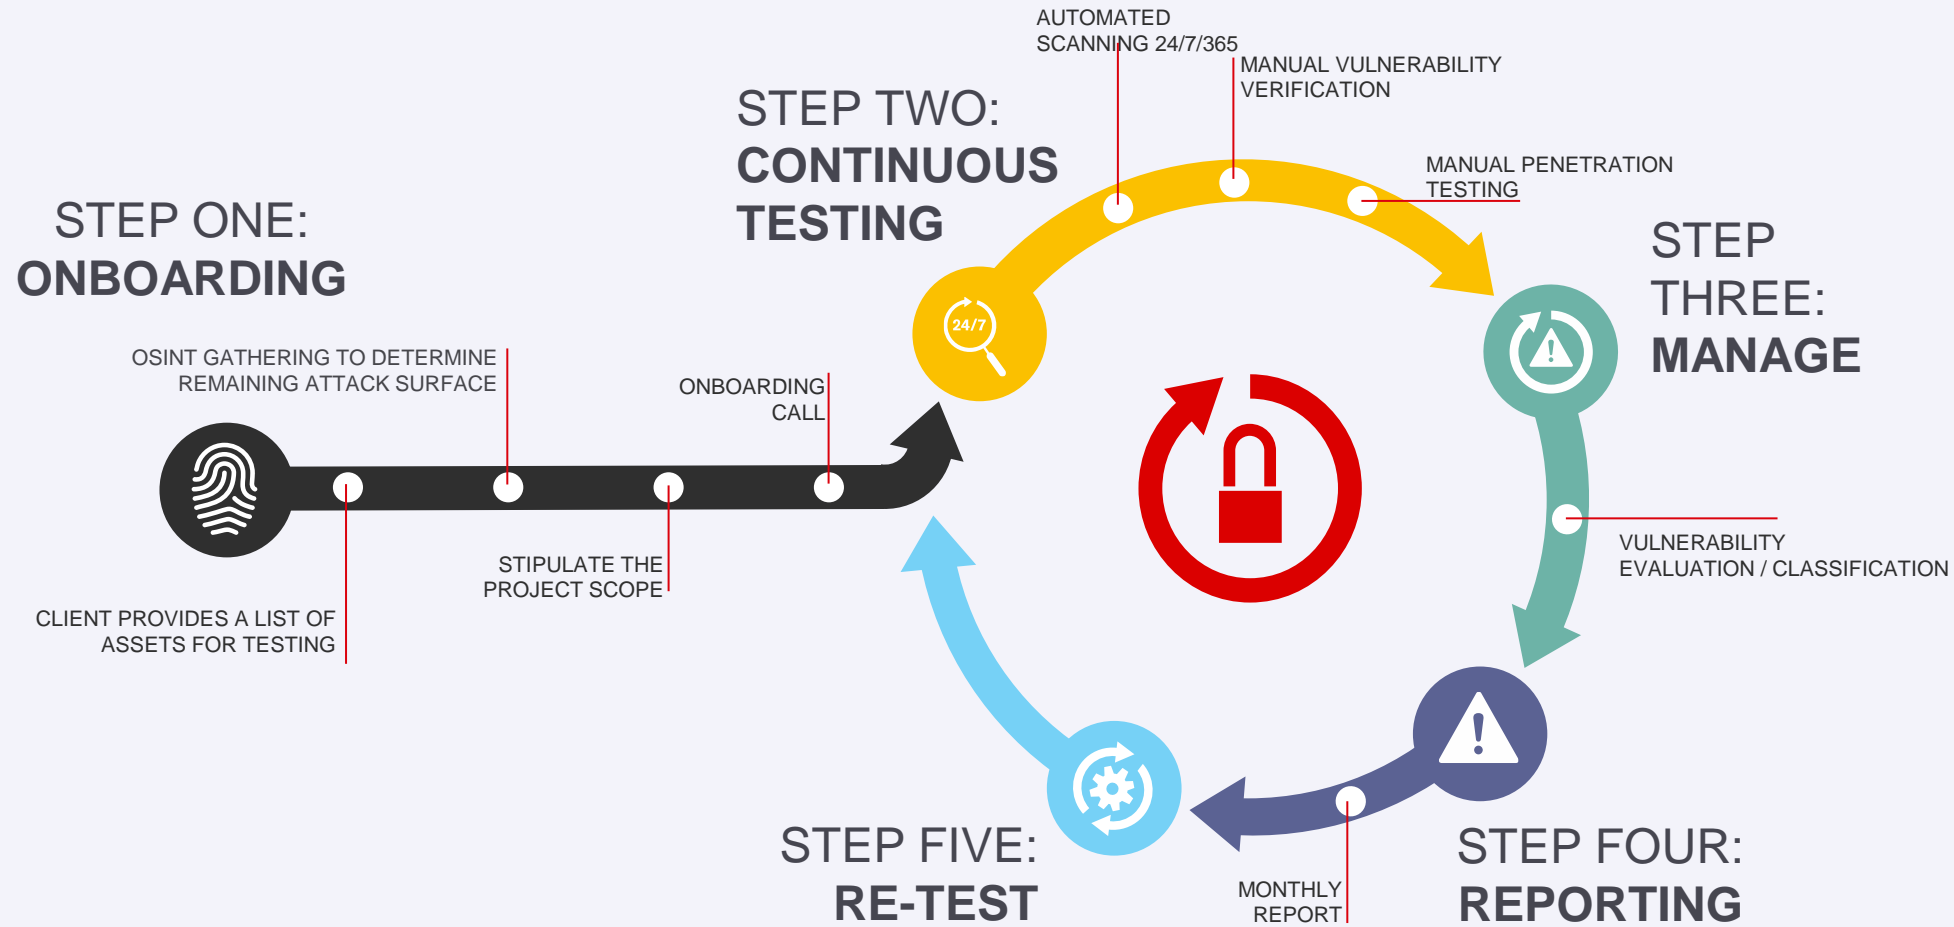 STEP ONE:
ONBOARDING
CLIENT PROVIDES A LIST OF
ASSETS FOR TESTING
OSINT GATHERING TO DETERMINE
REMAINING ATTACK SURFACE
STIPULATE THE
PROJECT SCOPE
ONBOARDING
CALL
STEP TWO:
CONTINUOUS
TESTING
24/7
AUTOMATED
SCANNING 24/7/365
MANUAL VULNERABILITY
VERIFICATION
MANUAL PENETRATION
TESTING
STEP
THREE:
MANAGE
VULNERABILITY
EVALUATION / CLASSIFICATION
STEP FOUR:
REPORTING
MONTHLY
REPORT
STEP FIVE:
RE-TEST